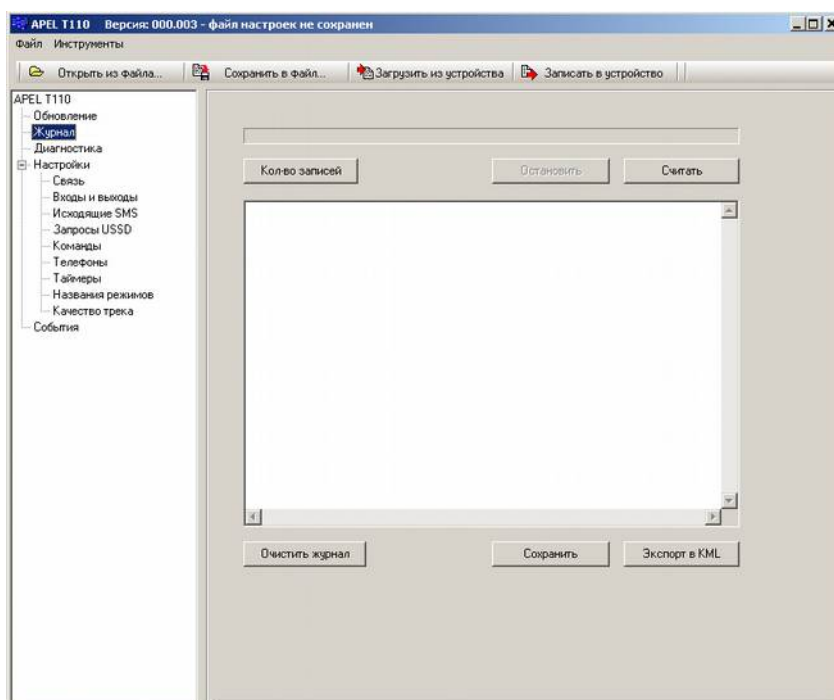 APEL T110 Версия: 000.003 - файл настроек не сохранен
Файл Инструменты
Открыть из файла... Сохранить в файл... Загрузить из устройства Записать в устройство
APEL T110
Обновление
Журнал
Диагностика
Настройки
Связь
Входы и выходы
Исходящие SMS
Запросы USSD
Команды
Телефоны
Таймеры
Названия режимов
Качество трека
События
Кол-во записей Остановить Считать
Очистить журнал Сохранить Экспорт в KML